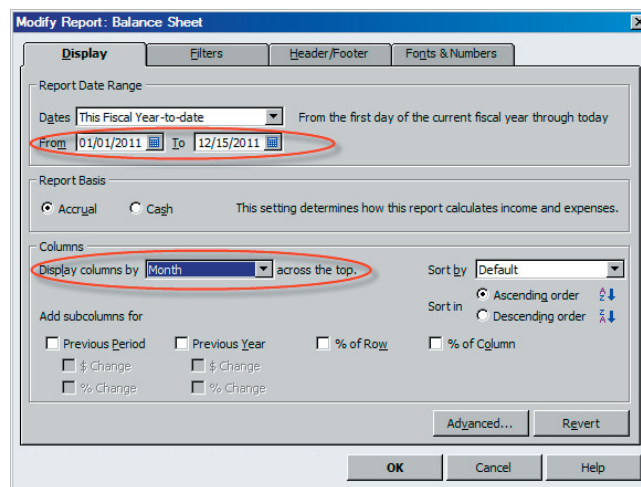 Modify Report: Balance Sheet
Display Filters Header/Footer Fonts & Numbers
Report Date Range
Dates This Fiscal Year-to-date From the first day of the current fiscal year through today
From 01/01/2011 To 12/15/2011
Report Basis
Accrual Cash This setting determines how this report calculates income and expenses.
Columns
Display columns by Month across the top. Sort by Default
Sort in Ascending order
Descending order
Add subcolumns for
Previous Period Previous Year % of Row % of Column
$ Change $ Change
% Change % Change
Advanced... Revert
OK Cancel Help